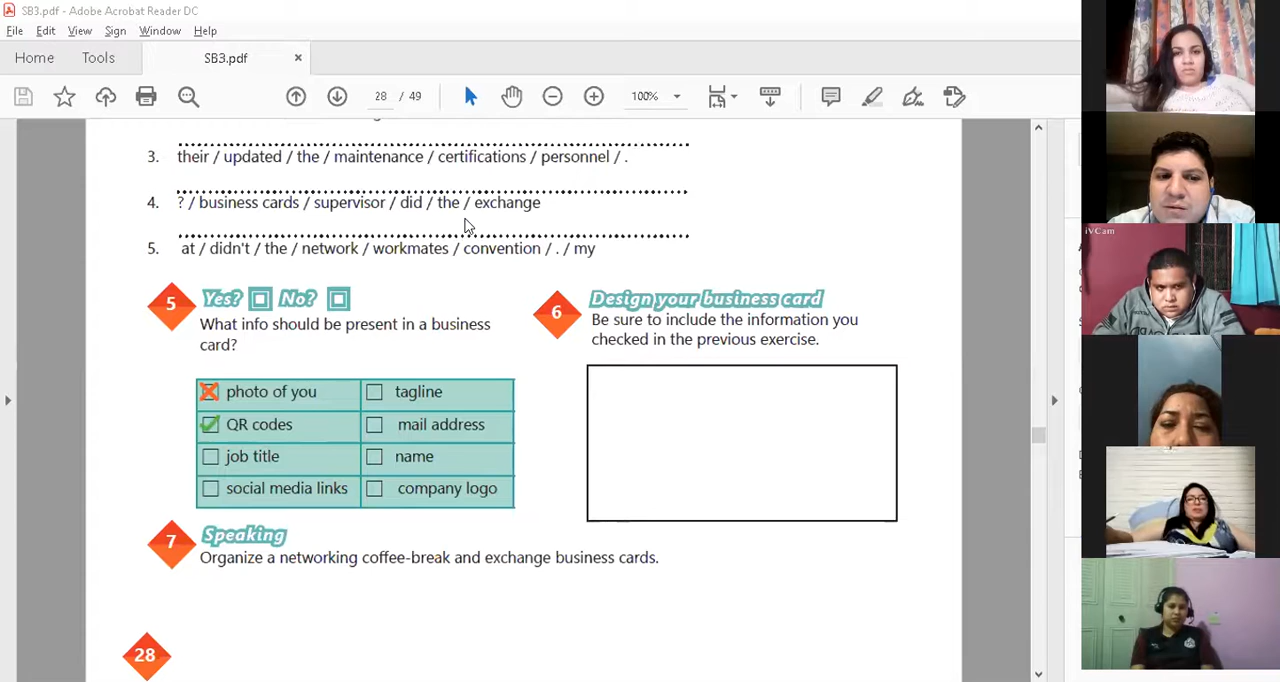 SB3.pdf - Adobe Acrobat Reader DC
File Edit View Sign Window Help
Home Tools SB3.pdf ×
28 / 49 100%
3. their / updated / the / maintenance / certifications / personnel / .
4. ? / business cards / supervisor / did / the / exchange
5. at / didn't / the / network / workmates / convention / . / my
5 Yes? No?
What info should be present in a business
card?
photo of you tagline
QR codes mail address
job title name
social media links company logo
6 Design your business card
Be sure to include the information you
checked in the previous exercise.
7 Speaking
Organize a networking coffee-break and exchange business cards.
28
iVCam